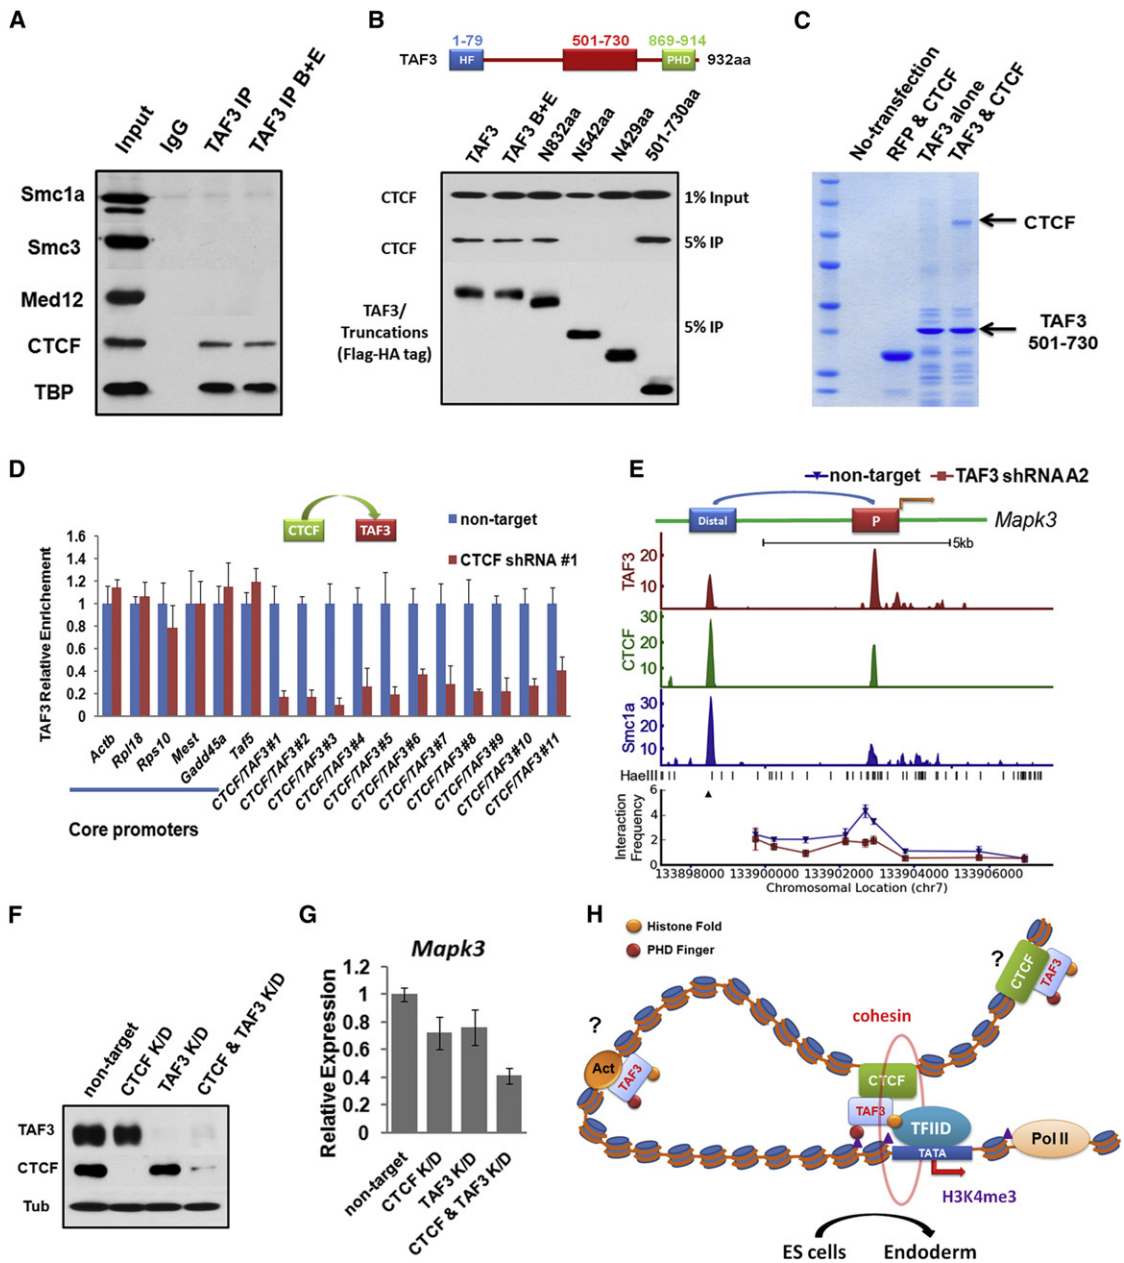 A
Input
IgG
TAF3 IP
TAF3 IP B+E
Smc1a
Smc3
Med12
CTCF
TBP
B
1-79
501-730
869-914
TAF3
HF
PHD
932aa
TAF3
TAF3 B+E
N832aa
N542aa
N429aa
501-730aa
CTCF
1% Input
CTCF
5% IP
TAF3/
Truncations
(Flag-HA tag)
5% IP
C
No-transfection
RFP & CTCF
TAF3 alone
TAF3 & CTCF
CTCF
TAF3
501-730
D
CTCF
TAF3
non-target
CTCF shRNA #1
TAF3 Relative Enrichement
1.6
1.4
1.2
1
0.8
0.6
0.4
0.2
0
Actb
Rpl18
Rps10
Mest
Gadd45a
Taf5
CTCF/TAF3#1
CTCF/TAF3#2
CTCF/TAF3#3
CTCF/TAF3#4
CTCF/TAF3#5
CTCF/TAF3#6
CTCF/TAF3#7
CTCF/TAF3#8
CTCF/TAF3#9
CTCF/TAF3#10
CTCF/TAF3#11
Core promoters
E
non-target
TAF3 shRNA A2
Distal
P
Mapk3
5kb
TAF3
20
10
CTCF
30
20
10
Smc1a
30
20
10
HaeIII
Interaction
Frequency
6
4
2
0
133898000
133900000
133902000
133904000
133906000
Chromosomal Location (chr7)
F
non-target
CTCF K/D
TAF3 K/D
CTCF & TAF3 K/D
TAF3
CTCF
Tub
G
Mapk3
Relative Expression
1.2
1
0.8
0.6
0.4
0.2
0
non-target
CTCF K/D
TAF3 K/D
CTCF & TAF3 K/D
H
Histone Fold
PHD Finger
?
CTCF
TAF3
cohesin
?
Act
TAF3
CTCF
TAF3
TFIID
TATA
Pol II
H3K4me3
ES cells
Endoderm